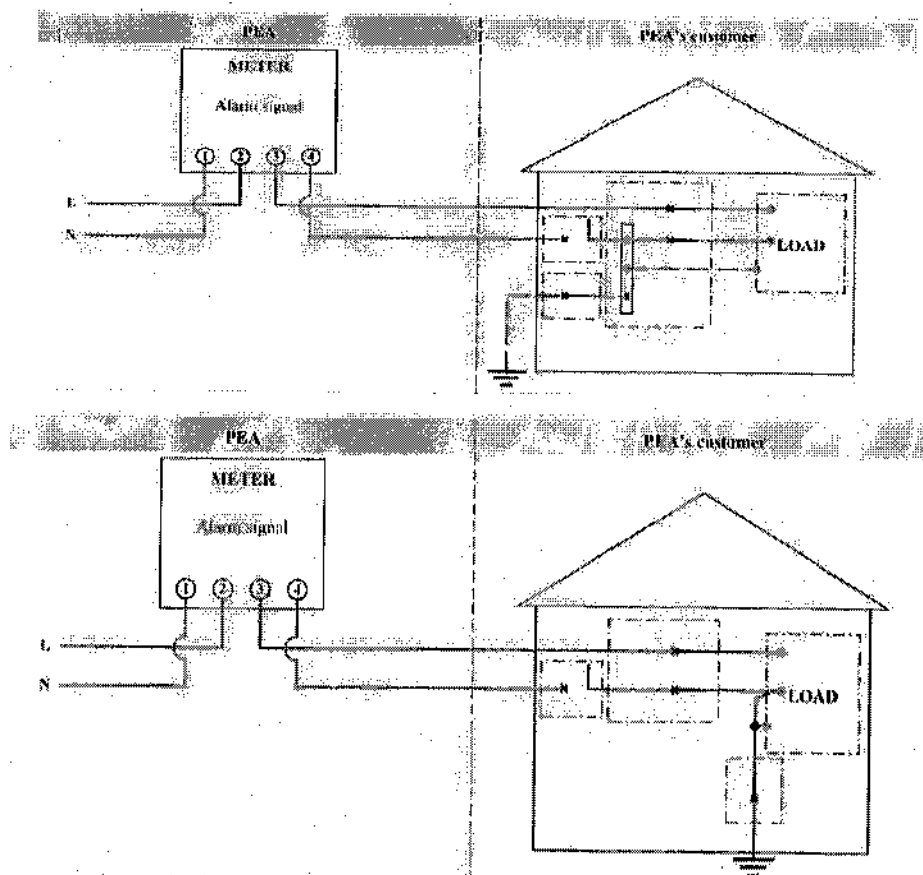 PEA
PEA's customer
METER
Alarm signal
1 2 3 4
L
N
LOAD
PEA
PEA's customer
METER
Alarm signal
1 2 3 4
L
N
LOAD